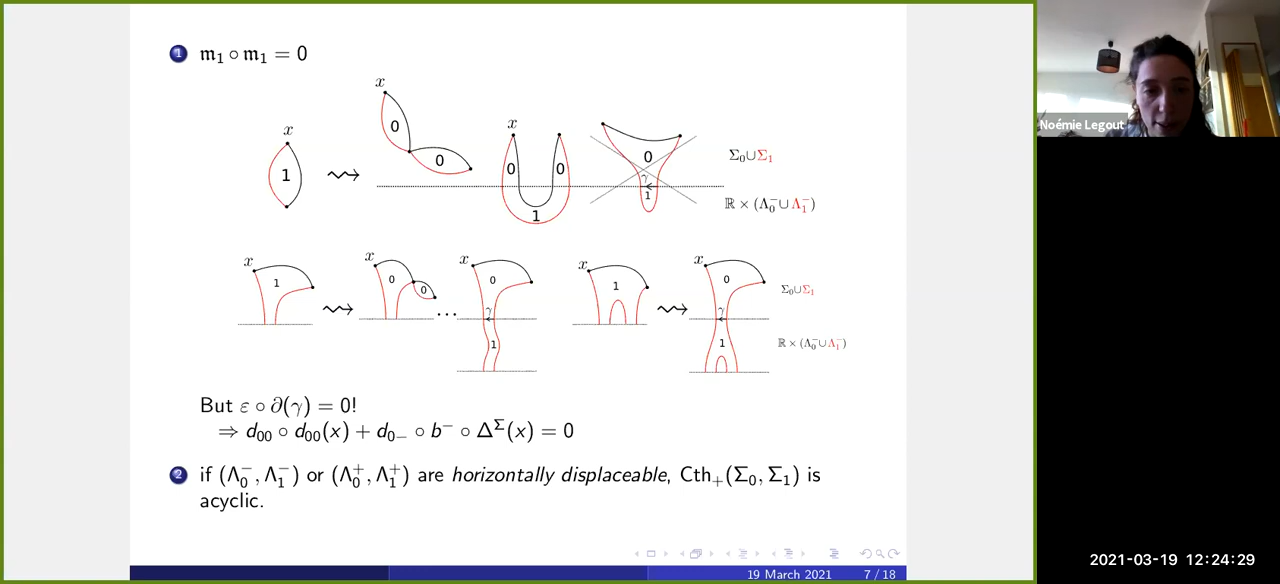 1 𝔪₁ ∘ 𝔪₁ = 0
x
1
0
0
x
0
0
1
0
γ
1
Σ₀∪Σ₁
ℝ × (Λ₀⁻∪Λ₁⁻)
x
1
x
0
0
...
x
0
γ
1
x
1
x
0
γ
1
Σ₀∪Σ₁
ℝ × (Λ₀⁻∪Λ₁⁻)
But ε ∘ ∂(γ) = 0!
⇒ d₀₀ ∘ d₀₀(x) + d₀₋ ∘ b⁻ ∘ Δ^Σ(x) = 0
2 if (Λ₀⁻, Λ₁⁻) or (Λ₀⁺, Λ₁⁺) are horizontally displaceable, Cth₊(Σ₀, Σ₁) is
acyclic.
19 March 2021 7 / 18
Noémie Legout
2021-03-19 12:24:29